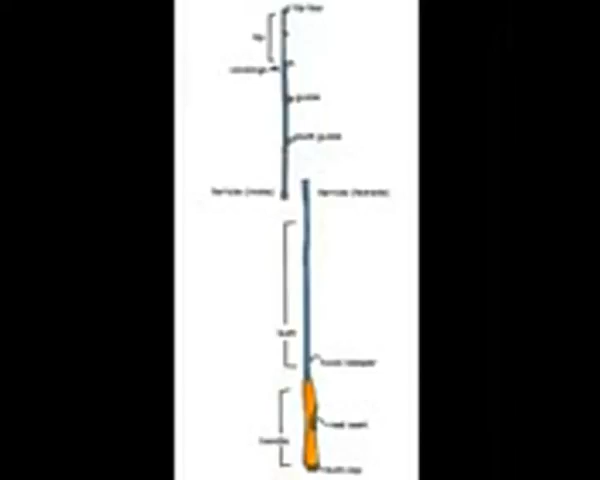 tip top
tip
windings
guide
butt guide
ferrule (male)
ferrule (female)
butt
hook keeper
reel seat
handle
butt cap